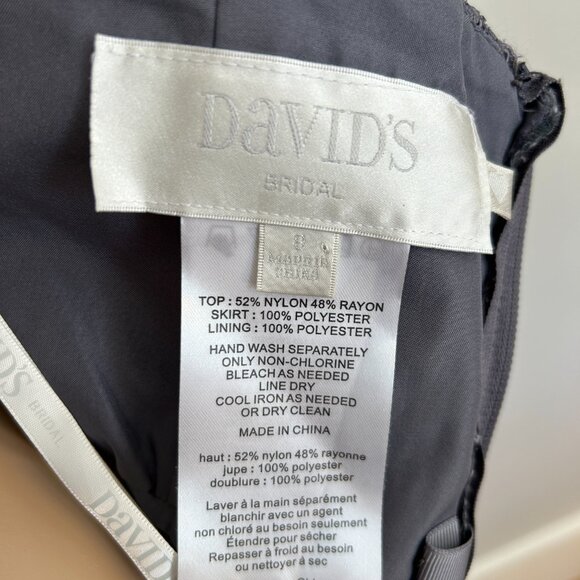 DaVID'S
BRIDAL
8
MADE IN
CHINA
TOP : 52% NYLON 48% RAYON
SKIRT : 100% POLYESTER
LINING : 100% POLYESTER
HAND WASH SEPARATELY
ONLY NON-CHLORINE
BLEACH AS NEEDED
LINE DRY
COOL IRON AS NEEDED
OR DRY CLEAN
MADE IN CHINA
haut : 52% nylon 48% rayonne
jupe : 100% polyester
doublure : 100% polyester
Laver à la main séparément
blanchir avec un agent
non chloré au besoin seulement
Étendre pour sécher
Repasser à froid au besoin
ou nettoyer à sec
BRIDAL
DaVID'S